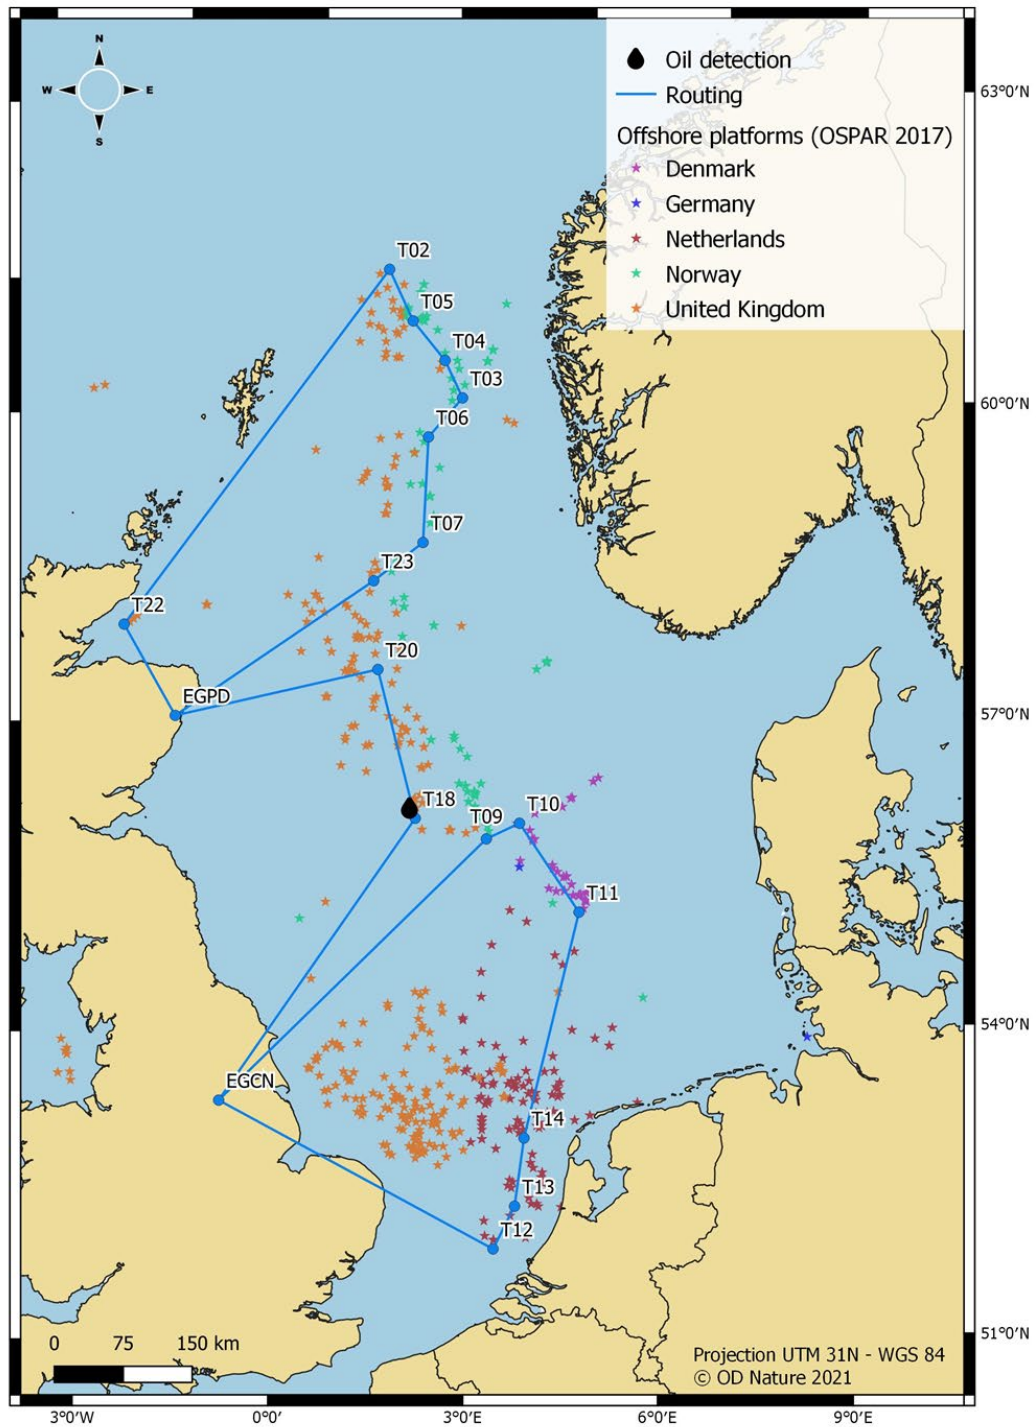 N
W E
S
Oil detection
Routing
Offshore platforms (OSPAR 2017)
Denmark
Germany
Netherlands
Norway
United Kingdom
63°0'N
T02
T05
T04
T03
60°0'N
T06
T07
T23
T22
T20
EGPD
57°0'N
T18
T10
T09
T11
54°0'N
EGCN
T14
T13
T12
0 75 150 km
51°0'N
Projection UTM 31N - WGS 84
© OD Nature 2021
3°0'W 0°0' 3°0'E 6°0'E 9°0'E